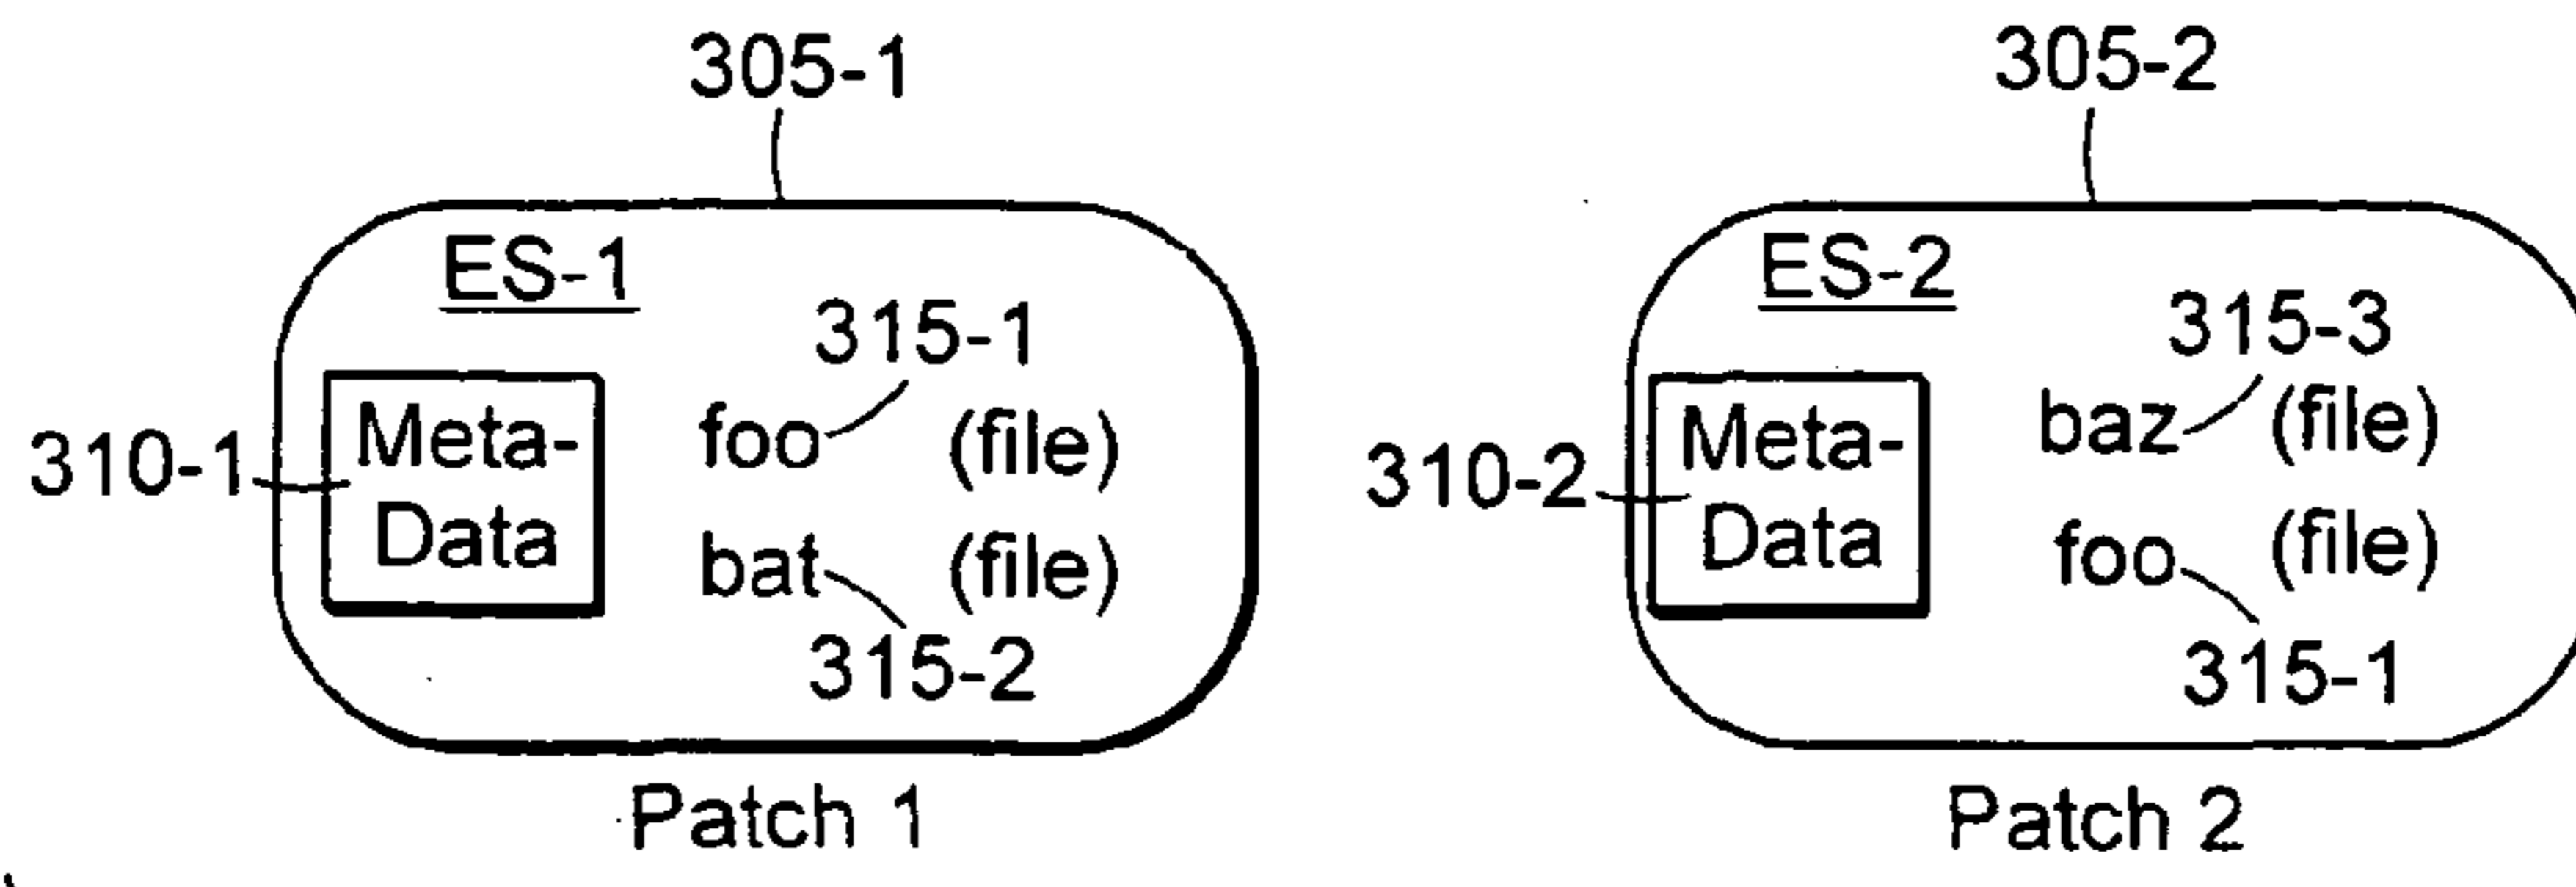 305-1
ES-1
315-1
310-1
Meta-
Data
foo (file)
bat (file)
315-2
Patch 1
305-2
ES-2
315-3
310-2
Meta-
Data
baz (file)
foo (file)
315-1
Patch 2